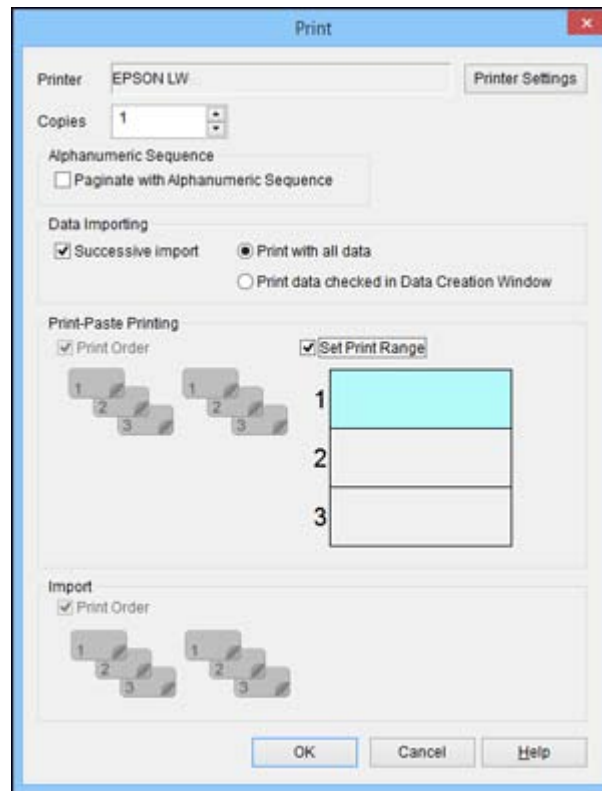 Print
Printer EPSON LW Printer Settings
Copies 1
Alphanumeric Sequence
Paginate with Alphanumeric Sequence
Data Importing
Successive import Print with all data
Print data checked in Data Creation Window
Print-Paste Printing
Print Order Set Print Range
1 2 3 1 2 3
1
2
3
Import
Print Order
1 2 3 1 2 3
OK Cancel Help